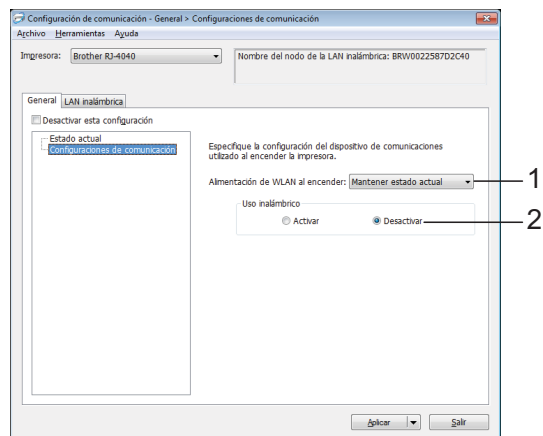 Configuración de comunicación - General > Configuraciones de comunicación
Archivo Herramientas Ayuda
Impresora: Brother RJ-4040
Nombre del nodo de la LAN inalámbrica: BRW0022587D2C40
General LAN inalámbrica
Desactivar esta configuración
Estado actual
Configuraciones de comunicación
Especifique la configuración del dispositivo de comunicaciones
utilizado al encender la impresora.
Alimentación de WLAN al encender: Mantener estado actual 1
Uso inalámbrico
Activar Desactivar 2
Aplicar Salir